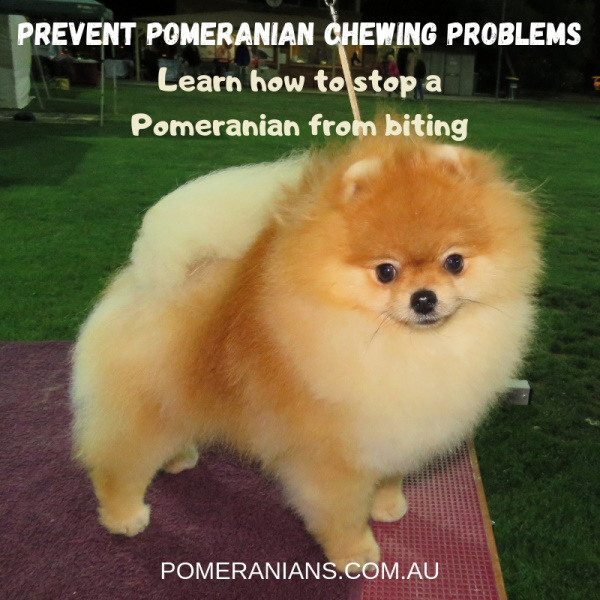 PREVENT POMERANIAN CHEWING PROBLEMS
Learn how to stop a
Pomeranian from biting
POMERANIANS.COM.AU